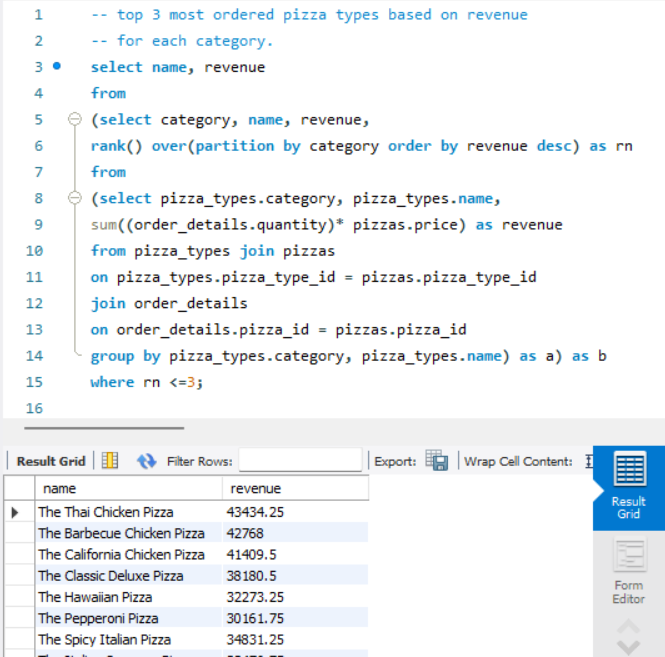 1 -- top 3 most ordered pizza types based on revenue
2 -- for each category.
3 select name, revenue
4 from
5 (select category, name, revenue,
6 rank() over(partition by category order by revenue desc) as rn
7 from
8 (select pizza_types.category, pizza_types.name,
9 sum((order_details.quantity)* pizzas.price) as revenue
10 from pizza_types join pizzas
11 on pizza_types.pizza_type_id = pizzas.pizza_type_id
12 join order_details
13 on order_details.pizza_id = pizzas.pizza_id
14 group by pizza_types.category, pizza_types.name) as a) as b
15 where rn <=3;
16
Result Grid Filter Rows: Export: Wrap Cell Content:
name revenue
The Thai Chicken Pizza 43434.25
The Barbecue Chicken Pizza 42768
The California Chicken Pizza 41409.5
The Classic Deluxe Pizza 38180.5
The Hawaiian Pizza 32273.25
The Pepperoni Pizza 30161.75
The Spicy Italian Pizza 34831.25
Result
Grid
Form
Editor